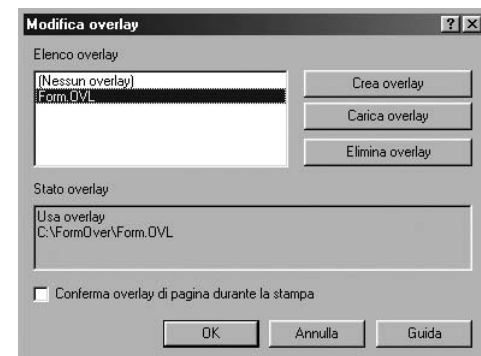 Modifica overlay
Elenco overlay
(Nessun overlay)
Form.OVL
Crea overlay
Carica overlay
Elimina overlay
Stato overlay
Usa overlay
C:\FormOver\Form.OVL
Conferma overlay di pagina durante la stampa
OK
Annulla
Guida